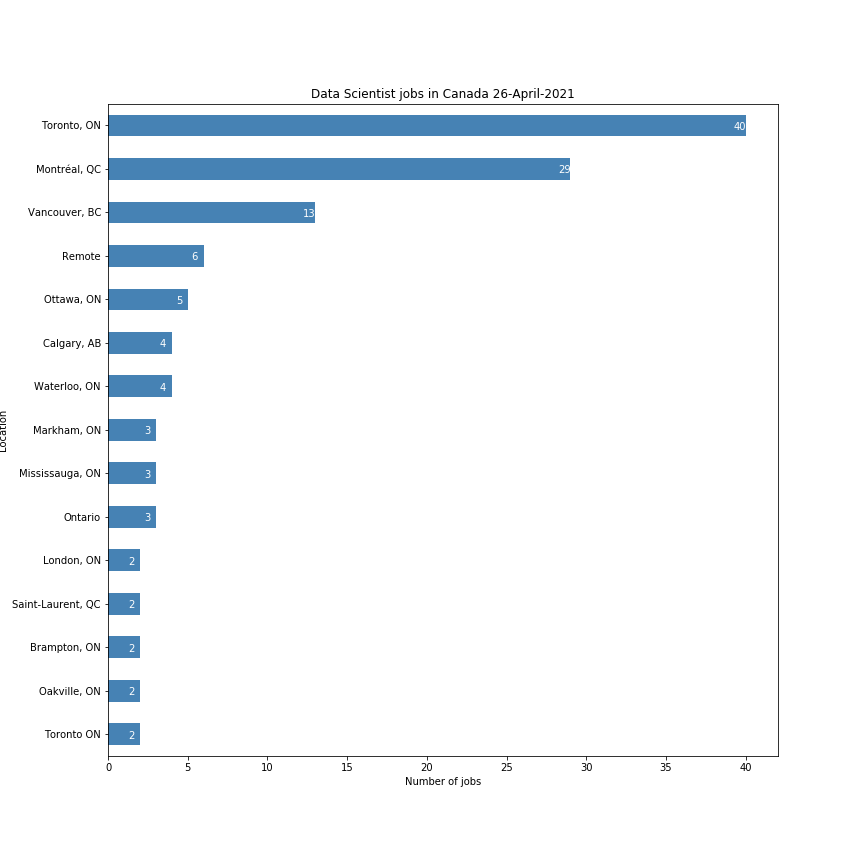 Data Scientist jobs in Canada 26-April-2021
Toronto, ON 40
Montréal, QC 29
Vancouver, BC 13
Remote 6
Ottawa, ON 5
Calgary, AB 4
Waterloo, ON 4
Location
Markham, ON 3
Mississauga, ON 3
Ontario 3
London, ON 2
Saint-Laurent, QC 2
Brampton, ON 2
Oakville, ON 2
Toronto ON 2
0 5 10 15 20 25 30 35 40
Number of jobs